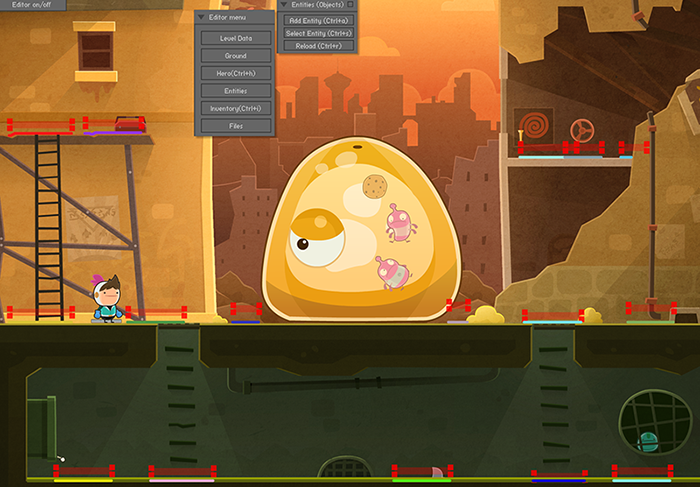 Editor on/off
Editor menu
Level Data
Ground
Hero(Ctrl+h)
Entities
Inventory(Ctrl+i)
Files
Entities (Objects)
Add Entity (Ctrl+a)
Select Entity (Ctrl+s)
Reload (Ctrl+r)